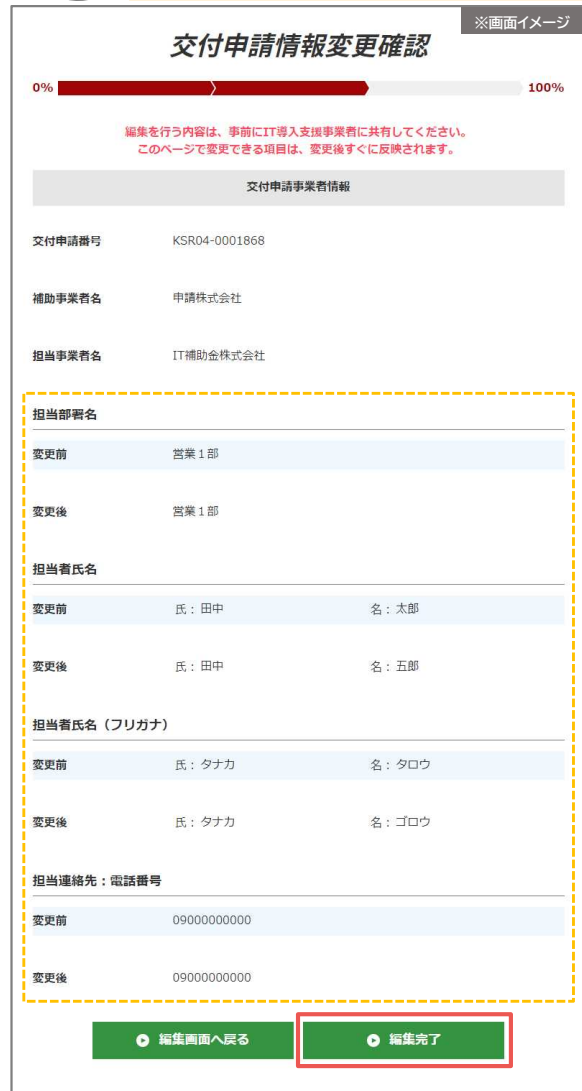 ※画面イメージ
交付申請情報変更確認
0% 100%
編集を行う内容は、事前にIT導入支援事業者に共有してください。
このページで変更できる項目は、変更後すぐに反映されます。
交付申請事業者情報
交付申請番号 KSR04-0001868
補助事業者名 申請株式会社
担当事業者名 IT補助金株式会社
担当部署名
変更前 営業１部
変更後 営業１部
担当者氏名
変更前 氏：田中 名：太郎
変更後 氏：田中 名：五郎
担当者氏名（フリガナ）
変更前 氏：タナカ 名：タロウ
変更後 氏：タナカ 名：ゴロウ
担当連絡先：電話番号
変更前 09000000000
変更後 09000000000
編集画面へ戻る 編集完了